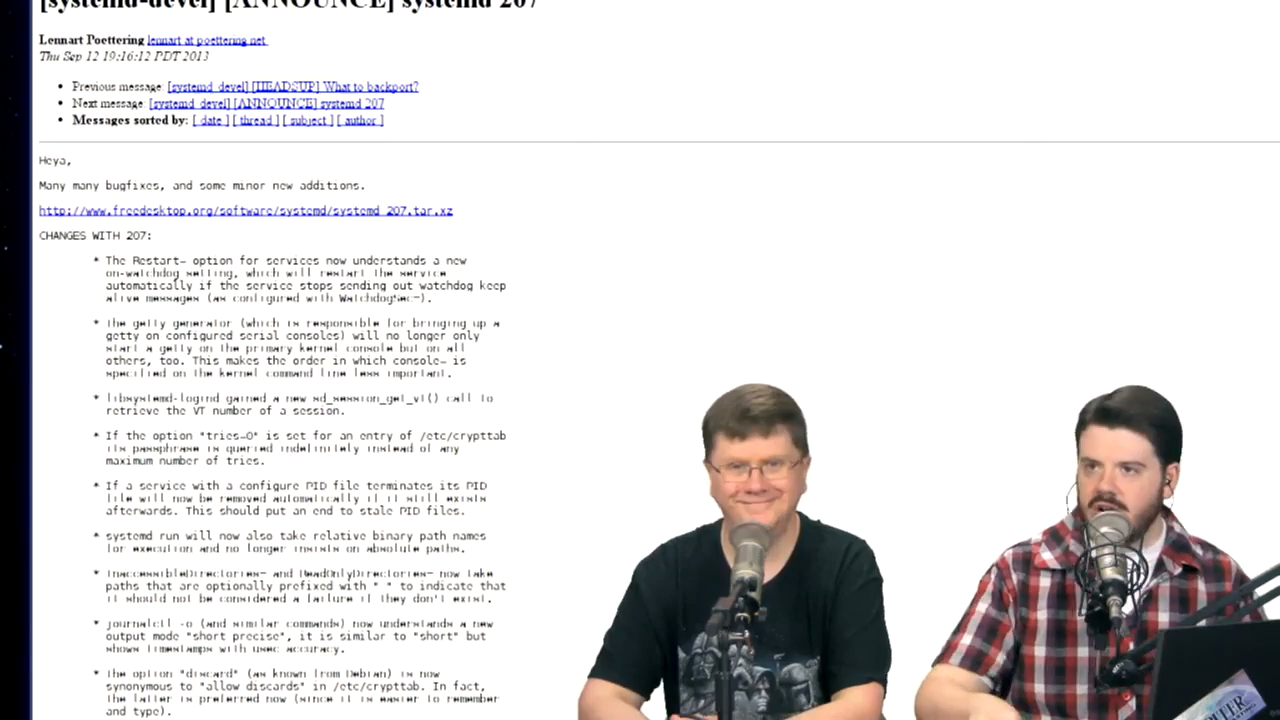 [systemd-devel] [ANNOUNCE] systemd 207
Lennart Poettering lennart at poettering.net
Thu Sep 12 19:16:12 PDT 2013
• Previous message: [systemd-devel] [HEADSUP] What to backport?
• Next message: [systemd-devel] [ANNOUNCE] systemd 207
• Messages sorted by: [ date ] [ thread ] [ subject ] [ author ]
Heya,
Many many bugfixes, and some minor new additions.
http://www.freedesktop.org/software/systemd/systemd-207.tar.xz
CHANGES WITH 207:
* The Restart= option for services now understands a new
on-watchdog setting, which will restart the service
automatically if the service stops sending out watchdog keep
alive messages (as configured with WatchdogSec=).
* The getty generator (which is responsible for bringing up a
getty on configured serial consoles) will no longer only
start a getty on the primary kernel console but on all
others, too. This makes the order in which console= is
specified on the kernel command line less important.
* libsystemd-logind gained a new sd_session_get_vt() call to
retrieve the VT number of a session.
* If the option "tries=0" is set for an entry of /etc/crypttab
its passphrase is queried indefinitely instead of any
maximum number of tries.
* If a service with a configure PID file terminates its PID
file will now be removed automatically if it still exists
afterwards. This should put an end to stale PID files.
* systemd-run will now also take relative binary path names
for execution and no longer insists on absolute paths.
* InaccessibleDirectories= and ReadOnlyDirectories= now take
paths that are optionally prefixed with "-" to indicate that
it should not be considered a failure if they don't exist.
* journalctl -o (and similar commands) now understands a new
output mode "short-precise", it is similar to "short" but
shows timestamps with usec accuracy.
* The option "discard" (as known from Debian) is now
synonymous to "allow-discards" in /etc/crypttab. In fact,
the latter is preferred now (since it is easier to remember
and type).